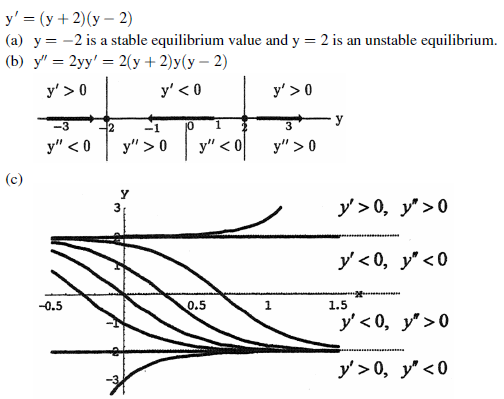 y′ = (y + 2)(y − 2)
(a) y = −2 is a stable equilibrium value and y = 2 is an unstable equilibrium.
(b) y″ = 2yy′ = 2(y + 2)y(y − 2)
y′ > 0 y′ < 0 y′ > 0
−3 −2 −1 0 1 2 3 y
y″ < 0 y″ > 0 y″ < 0 y″ > 0
(c)
y
3
y′ > 0, y″ > 0
2
y′ < 0, y″ < 0
1
-0.5 0.5 1 1.5 x
y′ < 0, y″ > 0
-1
-2
y′ > 0, y″ < 0
-3